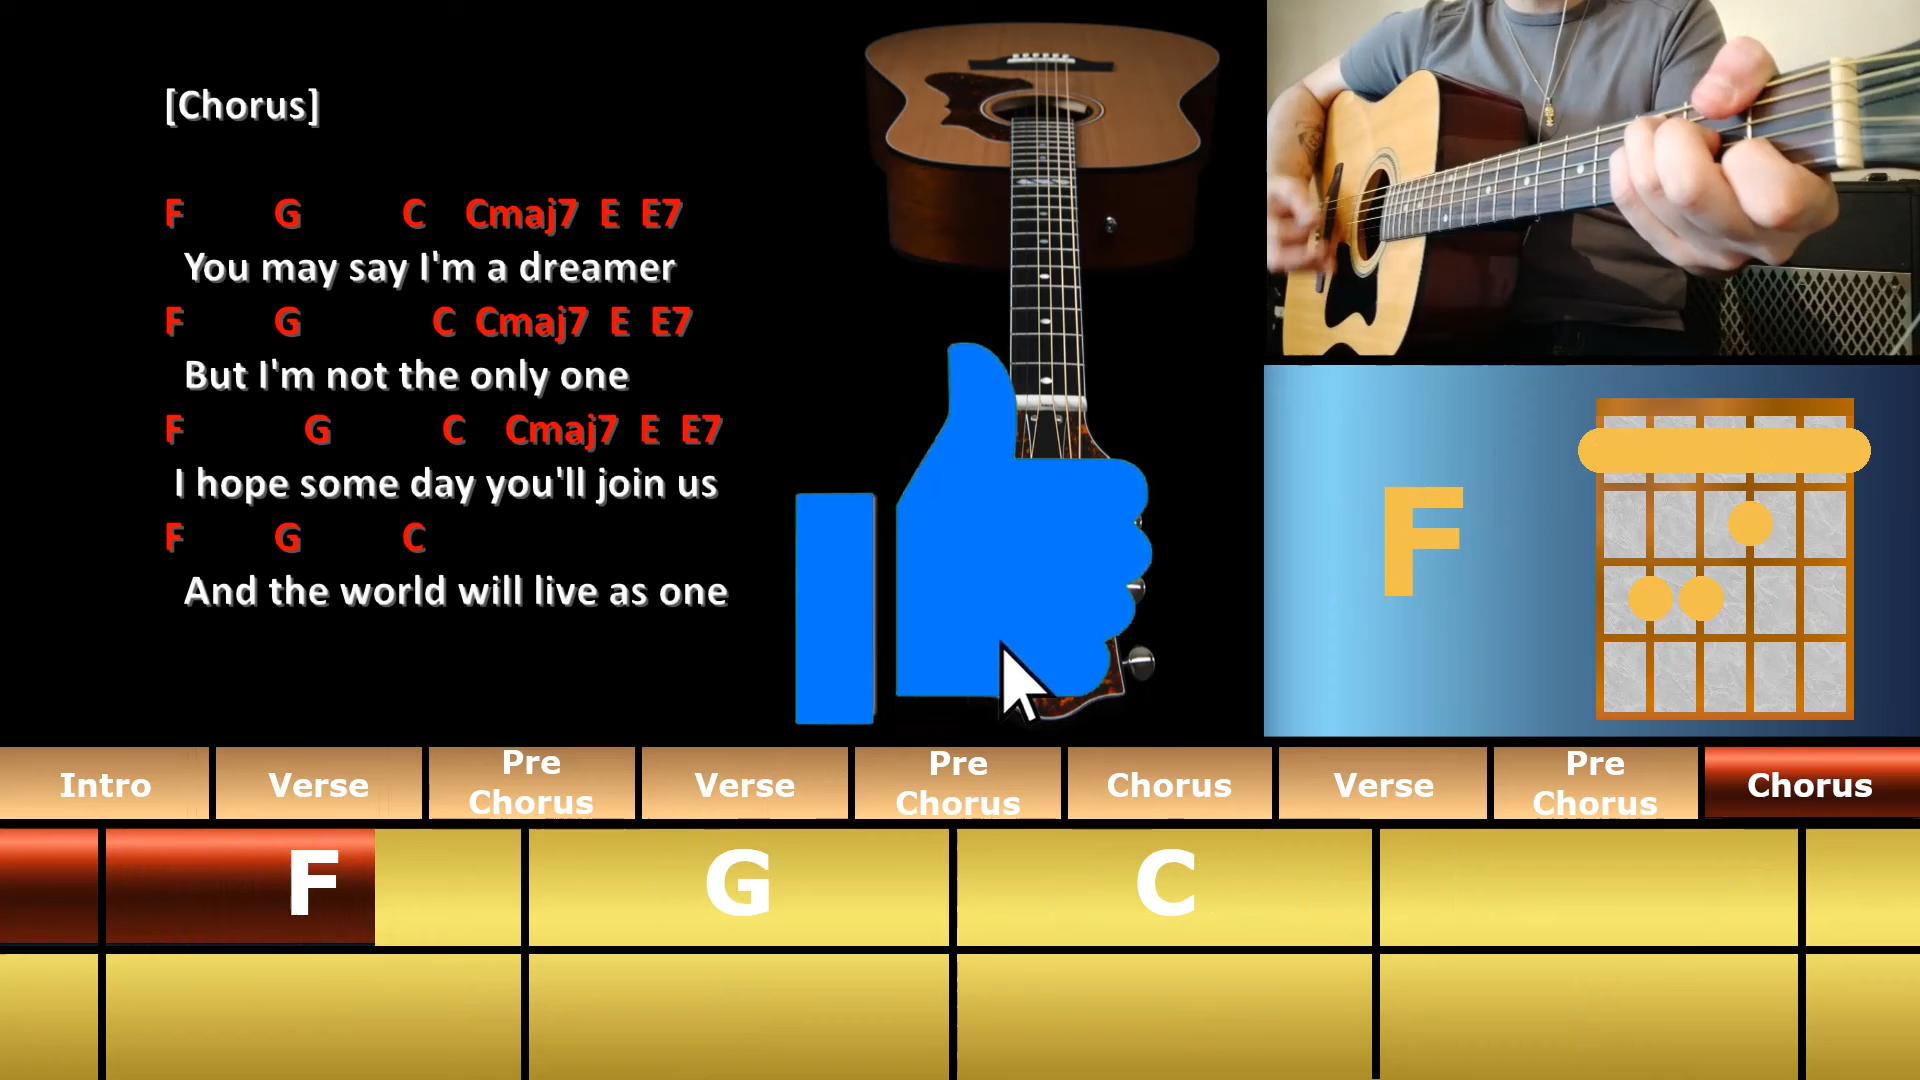 [Chorus]
F G C Cmaj7 E E7
You may say I'm a dreamer
F G C Cmaj7 E E7
But I'm not the only one
F G C Cmaj7 E E7
I hope some day you'll join us
F G C
And the world will live as one
F
Intro
Verse
Pre
Chorus
Verse
Pre
Chorus
Chorus
Verse
Pre
Chorus
Chorus
F G C